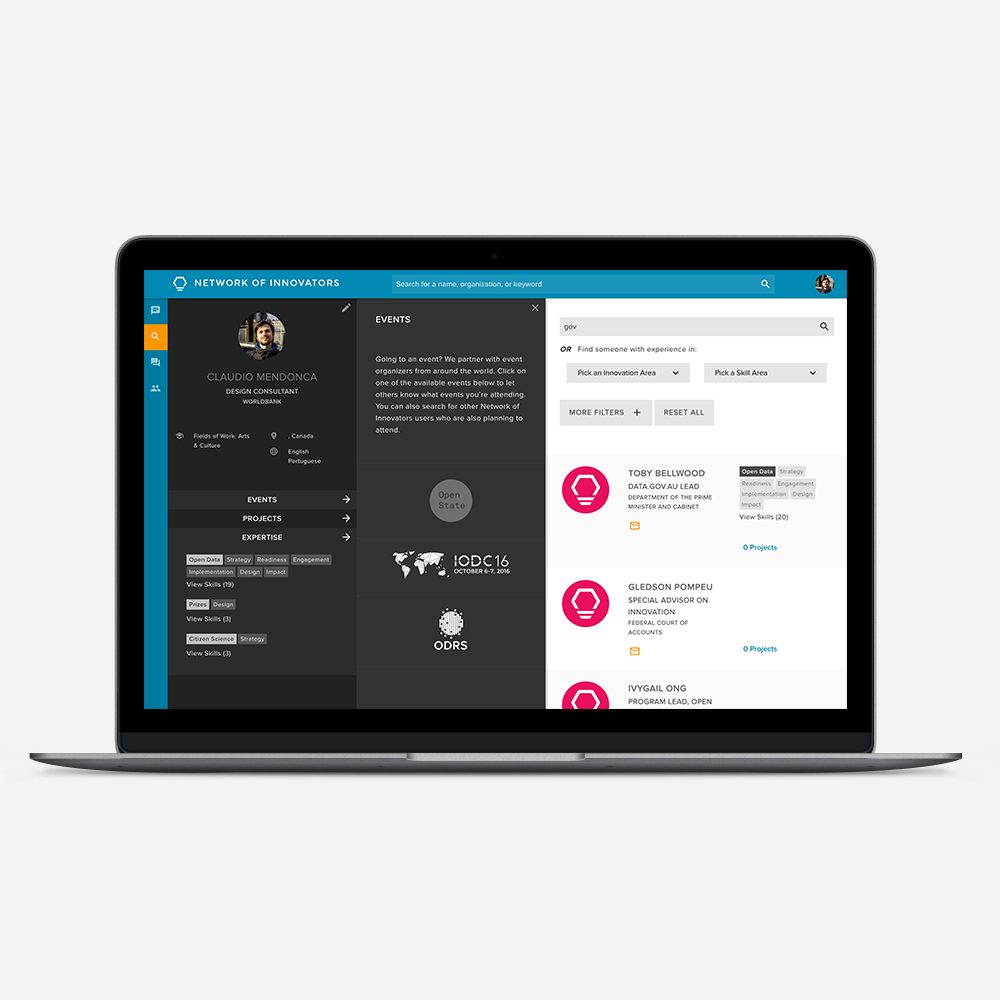 NETWORK OF INNOVATORS
Search for a name, organization, or keyword
CLAUDIO MENDONCA
DESIGN CONSULTANT
WORLDBANK
Fields of Work: Arts
& Culture
, Canada
English
Portuguese
EVENTS
PROJECTS
EXPERTISE
Open Data Strategy Readiness Engagement
Implementation Design Impact
View Skills (19)
Prizes Design
View Skills (3)
Citizen Science Strategy
View Skills (3)
EVENTS
Going to an event? We partner with event
organizers from around the world. Click on
one of the available events below to let
others know what events you're attending.
You can also search for other Network of
Innovators users who are also planning to
attend.
Open
State
IODC16
OCTOBER 6-7, 2016
ODRS
gov
OR Find someone with experience in:
Pick an Innovation Area
Pick a Skill Area
MORE FILTERS +
RESET ALL
TOBY BELLWOOD
DATA.GOV.AU LEAD
DEPARTMENT OF THE PRIME
MINISTER AND CABINET
Open Data Strategy
Readiness Engagement
Implementation Design
Impact
View Skills (20)
0 Projects
GLEDSON POMPEU
SPECIAL ADVISOR ON
INNOVATION
FEDERAL COURT OF
ACCOUNTS
0 Projects
IVYGAIL ONG
PROGRAM LEAD, OPEN